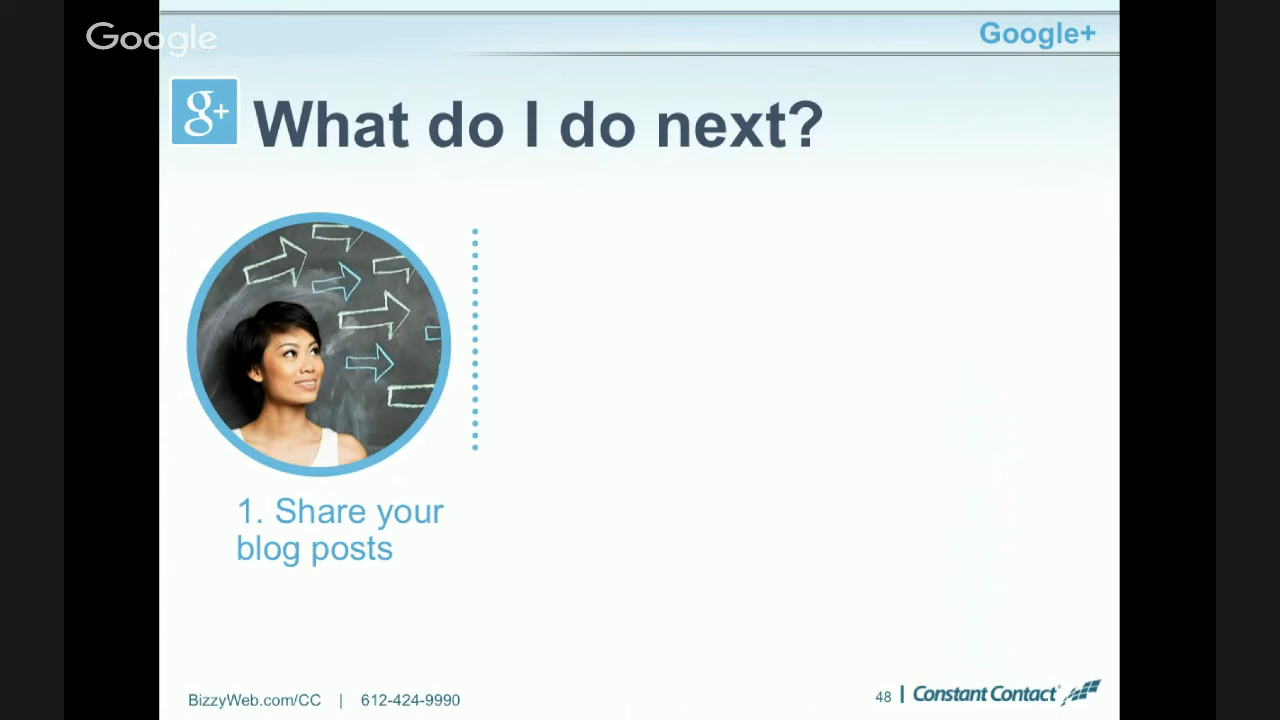 Google
Google+
g+
What do I do next?
1. Share your
blog posts
BizzyWeb.com/CC | 612-424-9990
48 | Constant Contact®